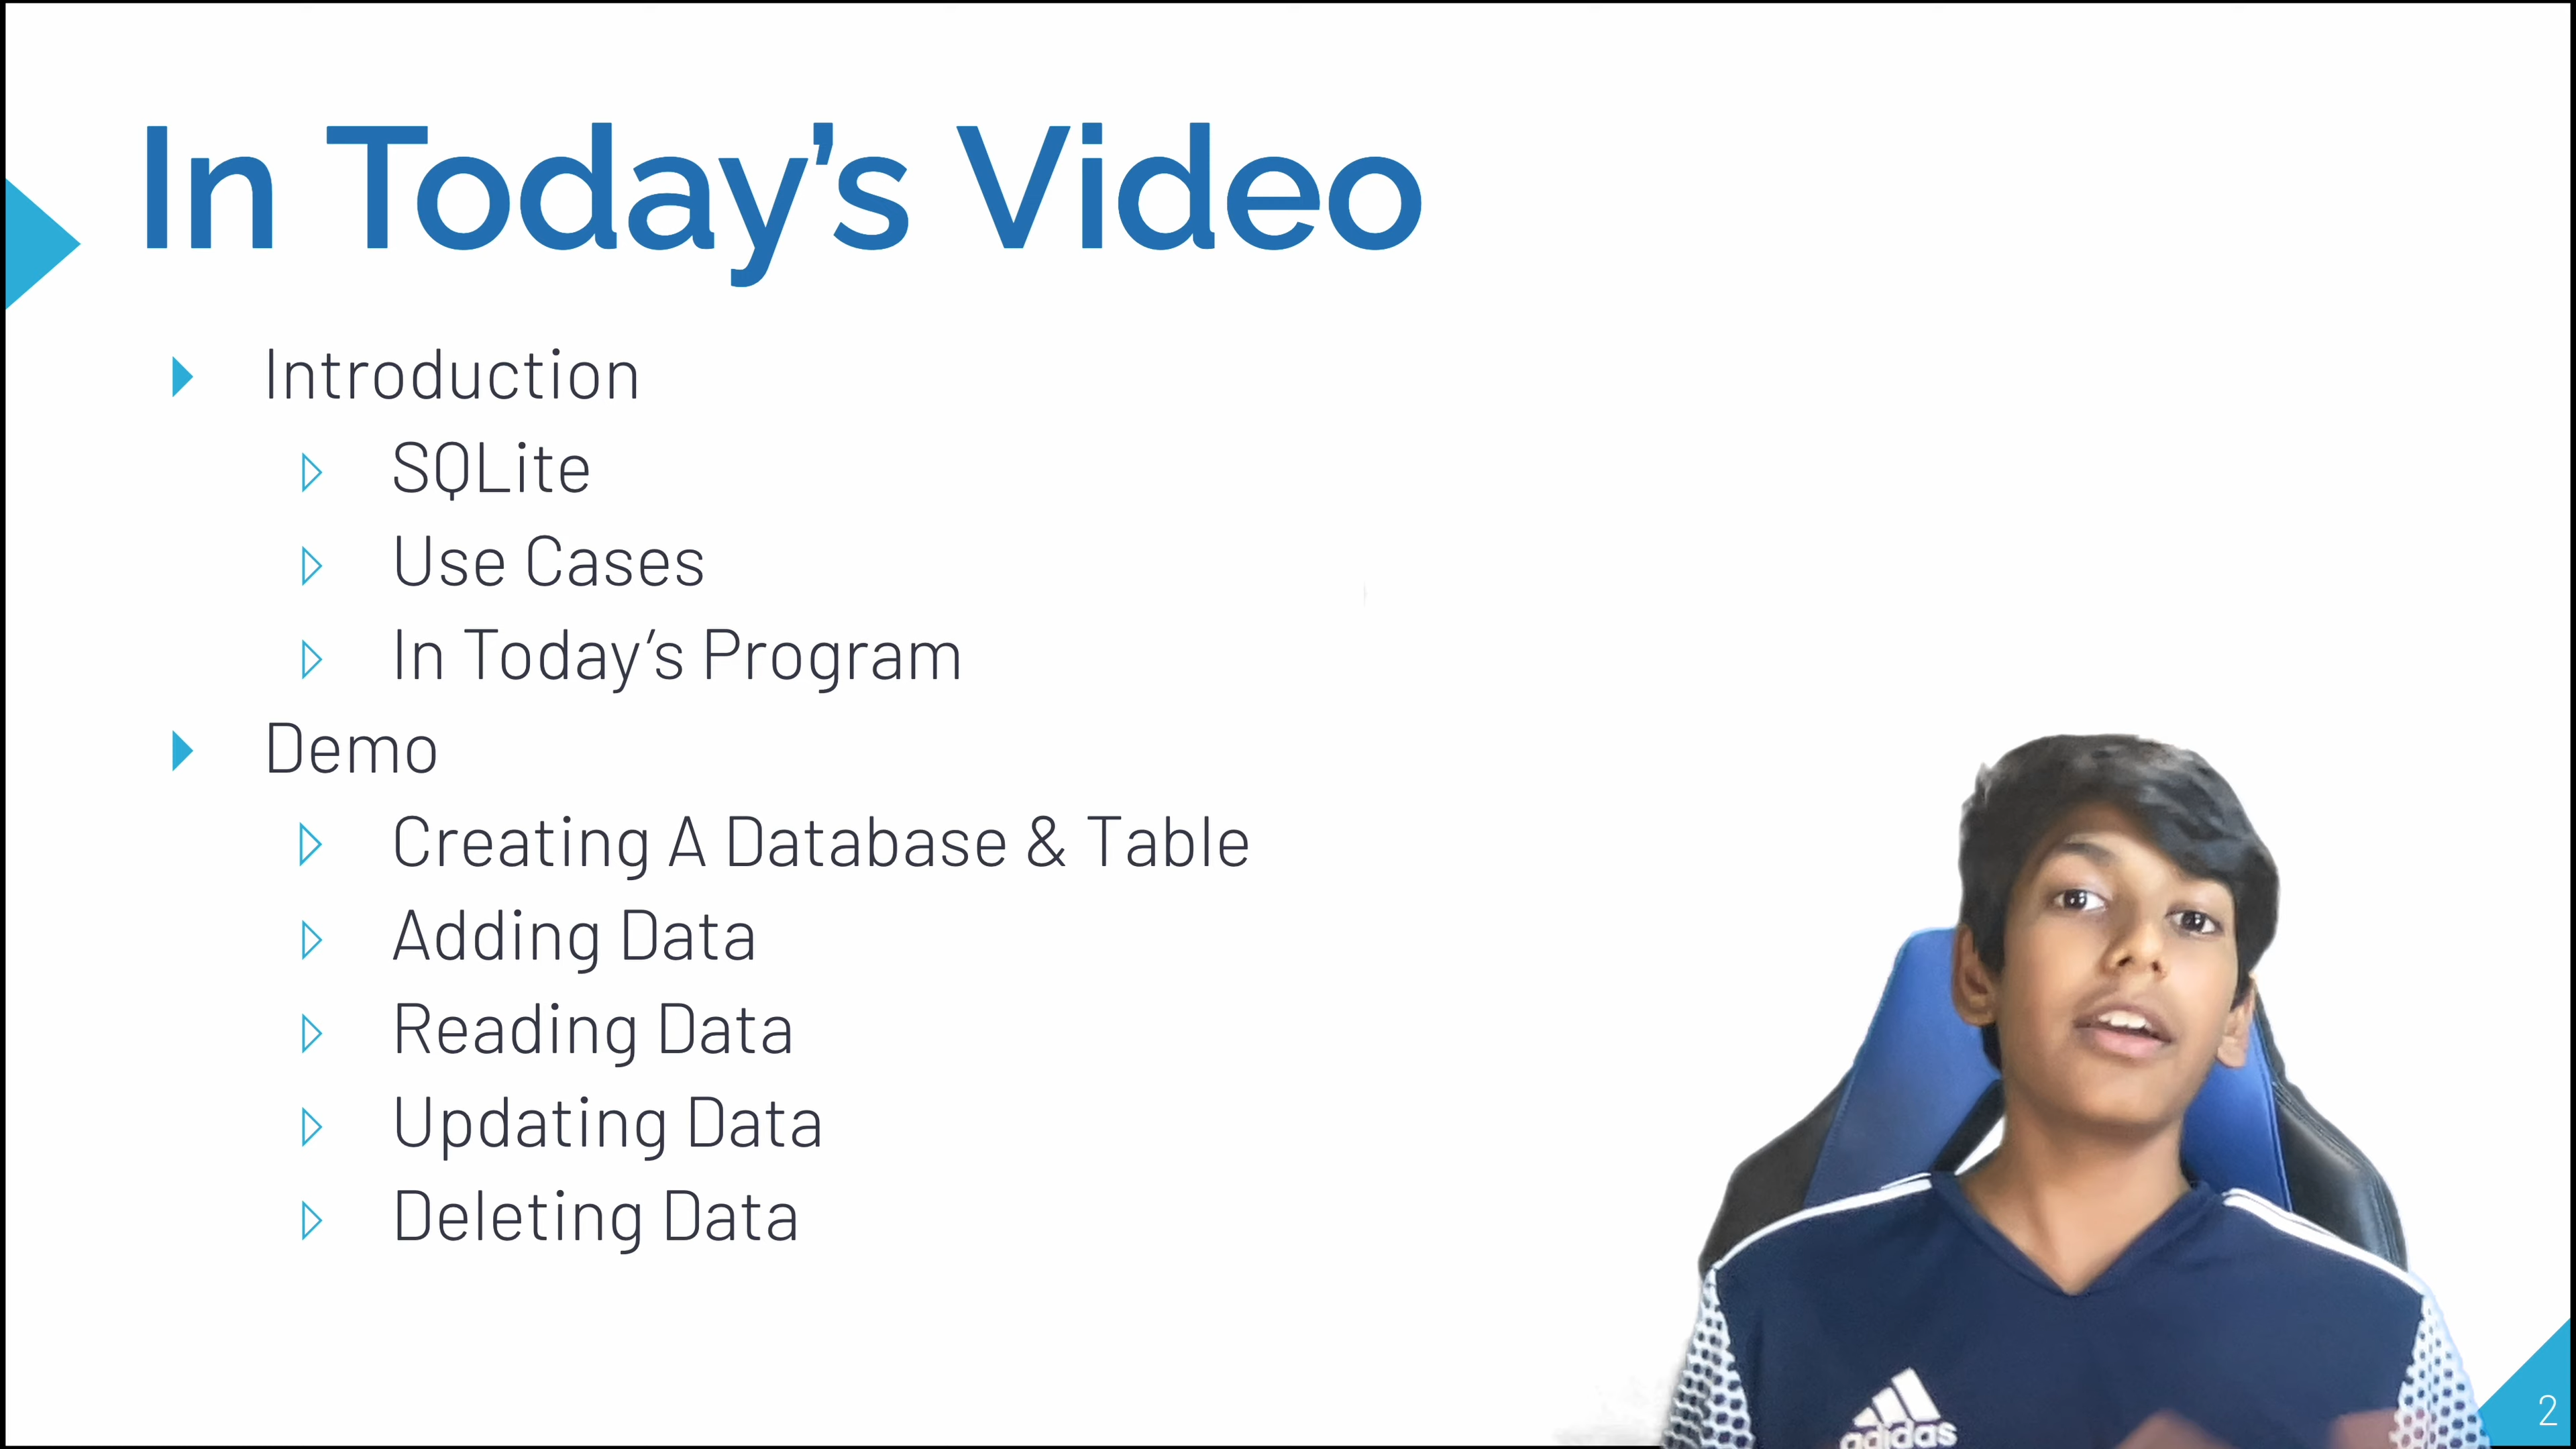 In Today’s Video
Introduction
SQLite
Use Cases
In Today’s Program
Demo
Creating A Database & Table
Adding Data
Reading Data
Updating Data
Deleting Data
adidas
2